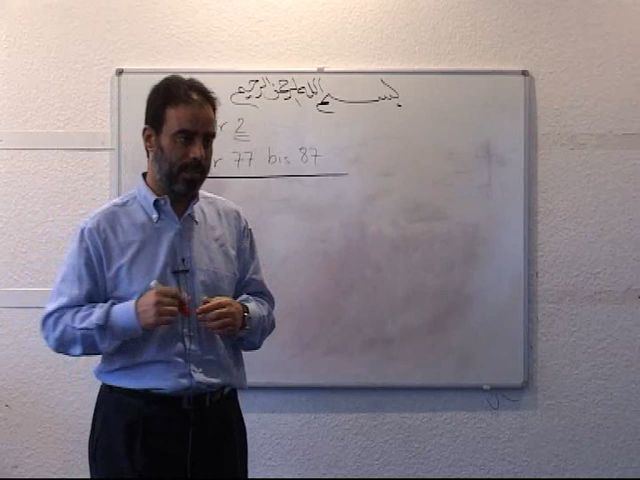 بسم الله الرحمن الرحيم
r 2
r 77 bis 87